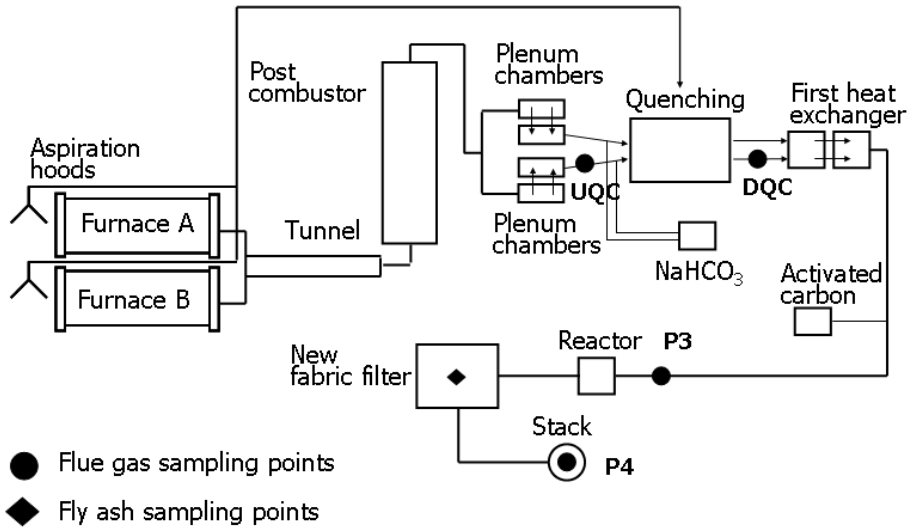 Post
combustor
Plenum
chambers
Quenching
First heat
exchanger
Aspiration
hoods
UQC
DQC
Furnace A
Tunnel
Plenum
chambers
NaHCO₃
Furnace B
Activated
carbon
New
fabric filter
Reactor
P3
Stack
P4
Flue gas sampling points
Fly ash sampling points